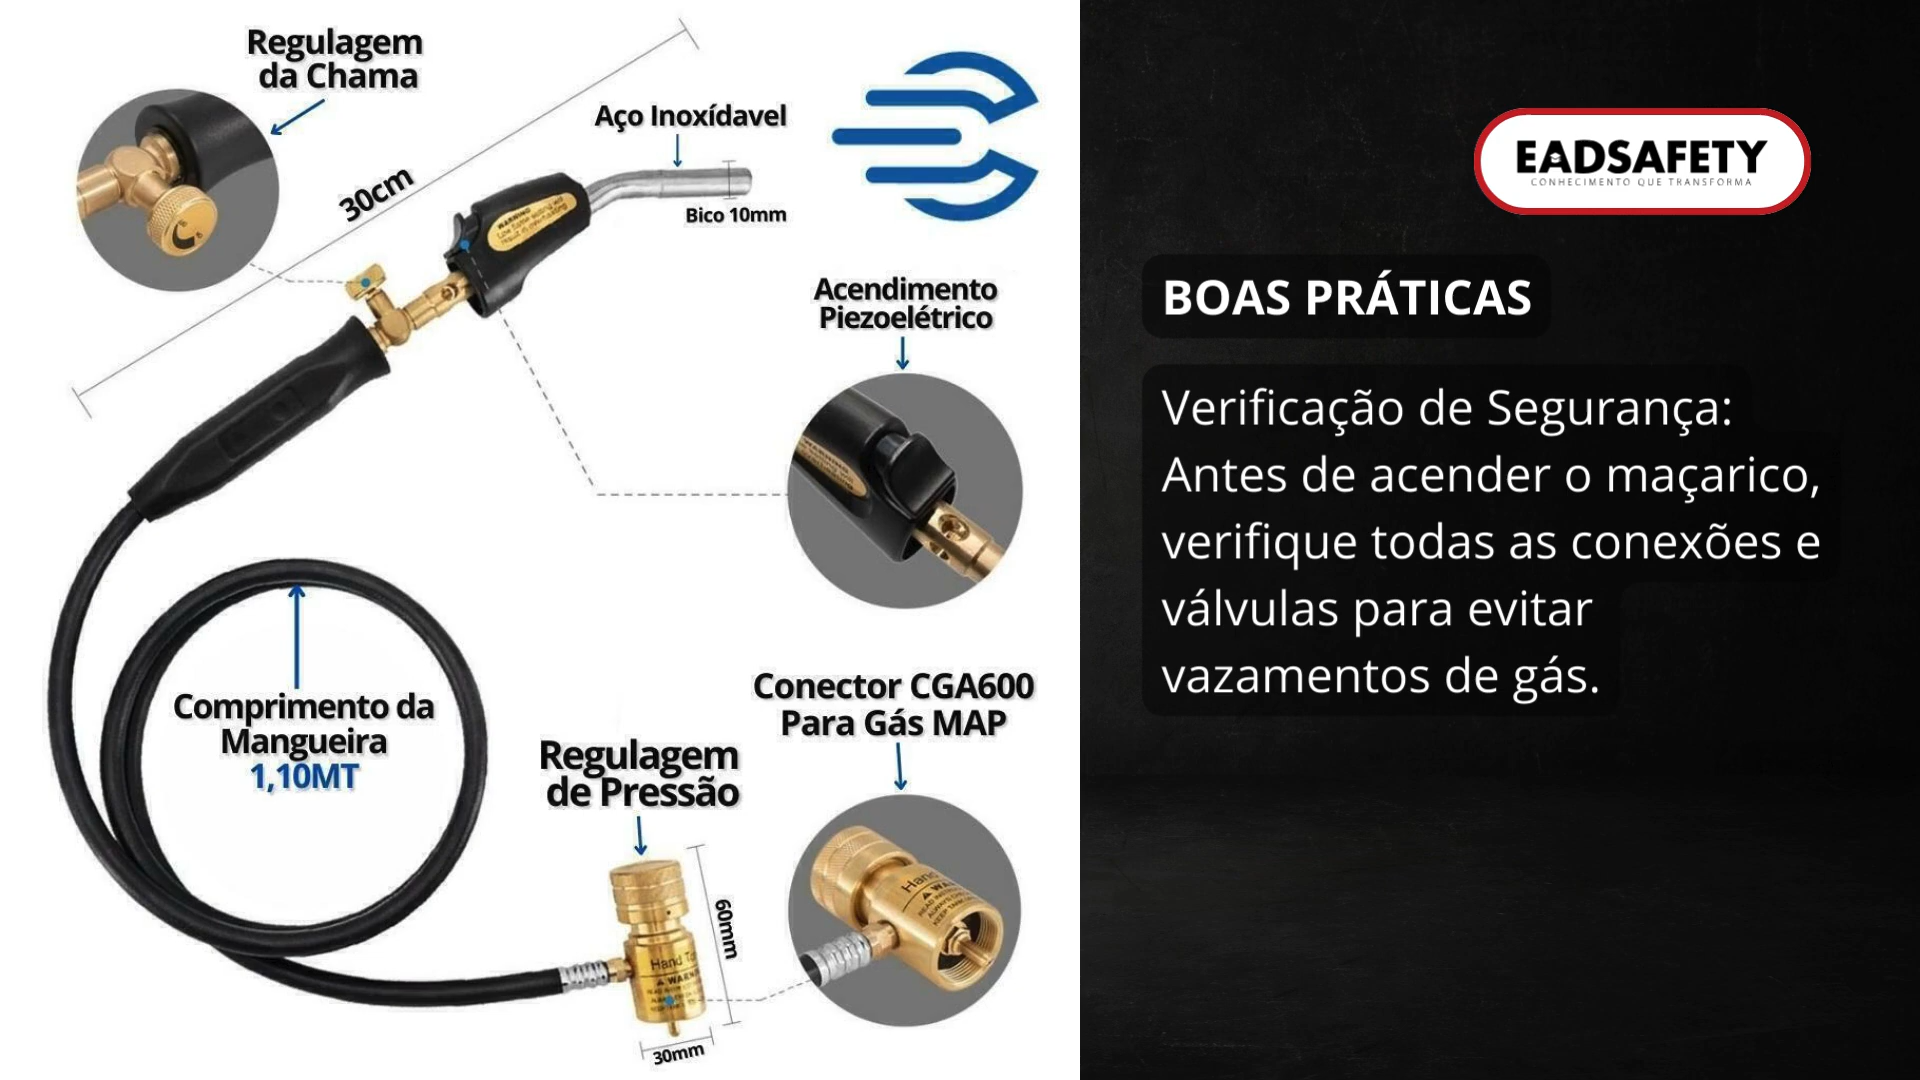 Regulagem
da Chama
Aço Inoxídavel
30cm
Bico 10mm
WARNING
Acendimento
Piezoelétrico
WARNING
Comprimento da
Mangueira
1,10MT
Conector CGA600
Para Gás MAP
Regulagem
de Pressão
60mm
30mm
EADSAFETY
CONHECIMENTO QUE TRANSFORMA
BOAS PRÁTICAS
Verificação de Segurança:
Antes de acender o maçarico,
verifique todas as conexões e
válvulas para evitar
vazamentos de gás.